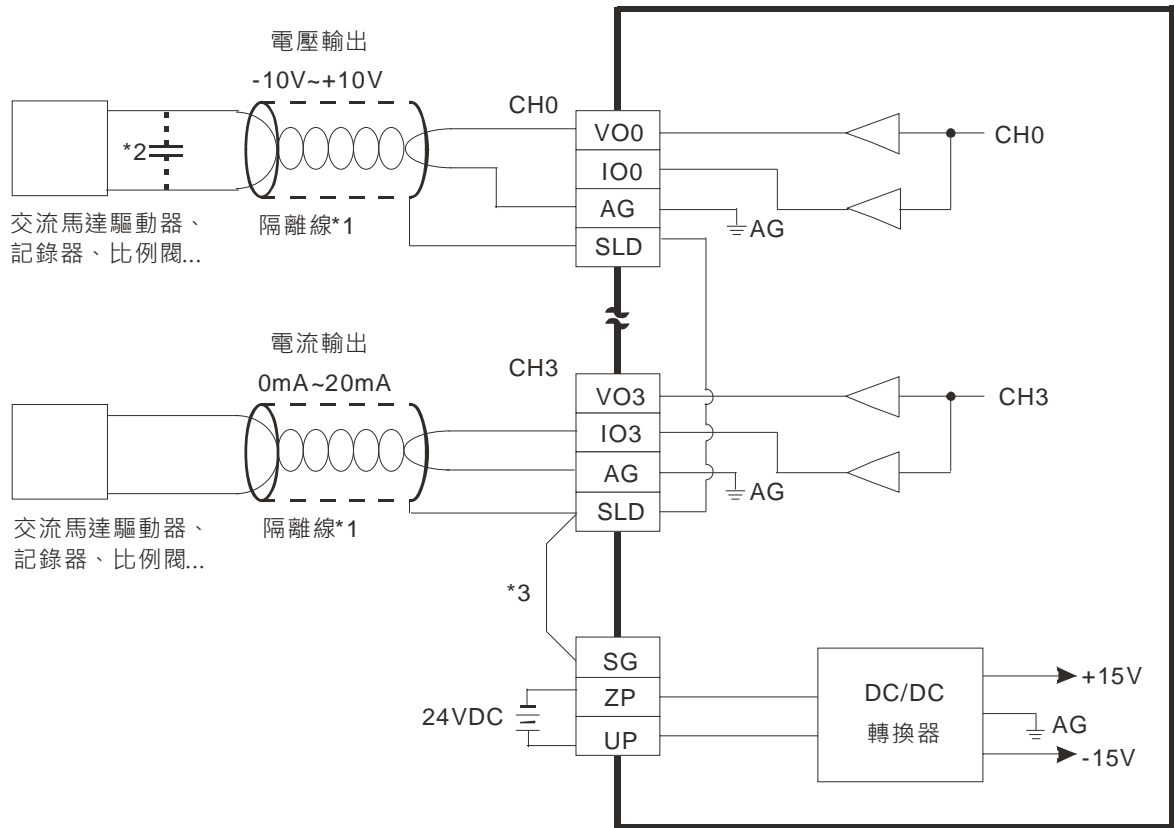 電壓輸出
-10V~+10V
CH0
*2
交流馬達驅動器、
記錄器、比例閥...
隔離線*1
VO0
IO0
AG
SLD
AG
CH0
電流輸出
0mA~20mA
CH3
交流馬達驅動器、
記錄器、比例閥...
隔離線*1
VO3
IO3
AG
SLD
AG
CH3
*3
SG
ZP
UP
24VDC
DC/DC
轉換器
+15V
AG
-15V